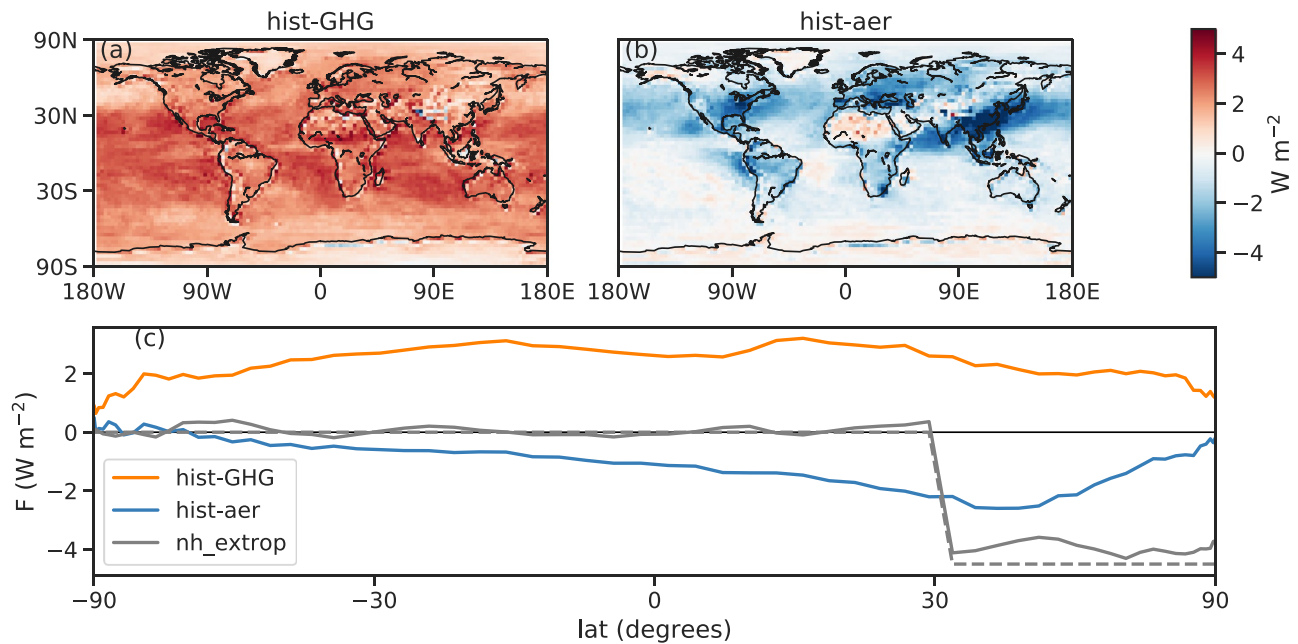 hist-GHG
hist-aer
90N
30N
30S
90S
(a)
180W
90W
0
90E
180E
(b)
180W
90W
0
90E
180E
4
2
0
−2
−4
W m−2
(c)
2
0
−2
−4
F (W m−2)
hist-GHG
hist-aer
nh_extrop
−90
−30
0
30
90
lat (degrees)